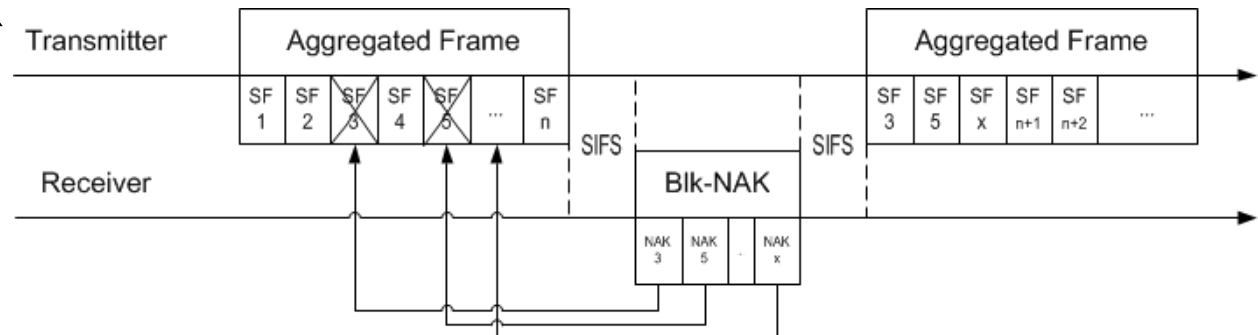 Transmitter
Aggregated Frame
Aggregated Frame
SF 1
SF 2
SF 3
SF 4
SF 5
...
SF n
SIFS
SIFS
SF 3
SF 5
SF x
SF n+1
SF n+2
...
Receiver
Blk-NAK
NAK 3
NAK 5
.
NAK x